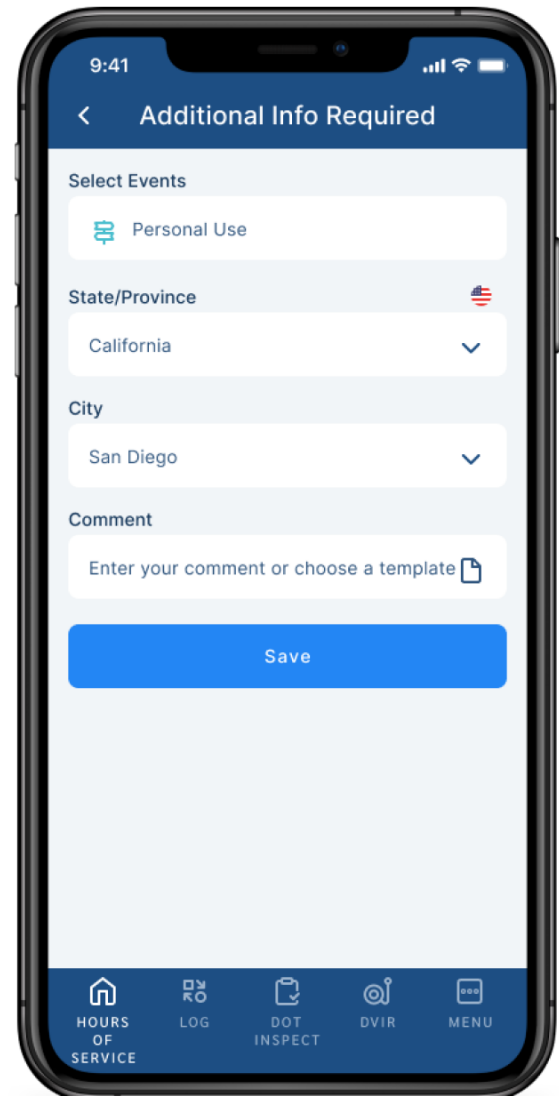 9:41
Additional Info Required
Select Events
Personal Use
State/Province
California
City
San Diego
Comment
Enter your comment or choose a template
Save
HOURS
OF
SERVICE
LOG
DOT
INSPECT
DVIR
MENU